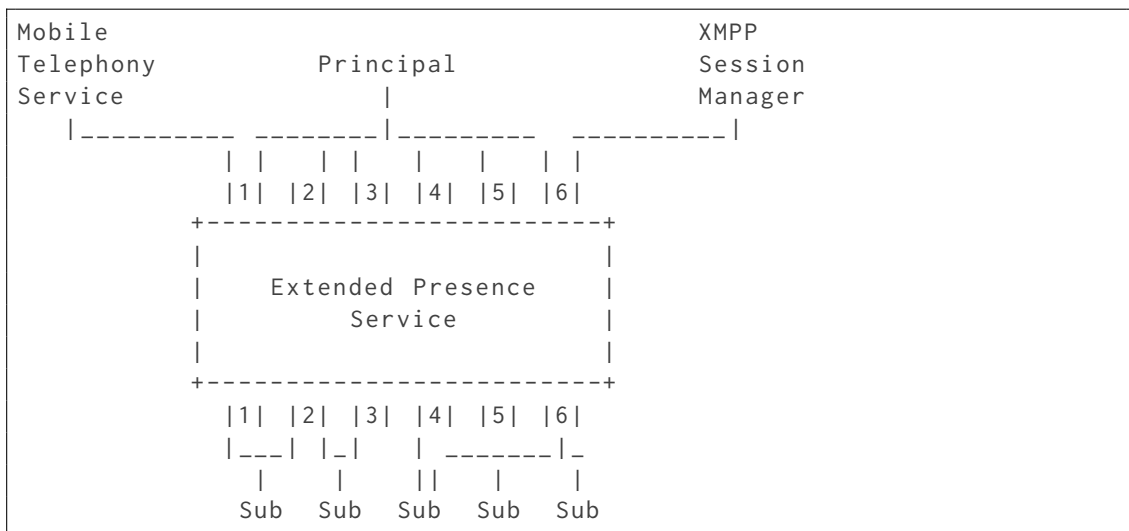 Mobile XMPP
Telephony Principal Session
Service | Manager
|__________ ________|_________ __________|
| | | | | | | |
|1| |2| |3| |4| |5| |6|
+--------------------------+
| |
| Extended Presence |
| Service |
| |
+--------------------------+
|1| |2| |3| |4| |5| |6|
|___| |_| | _______|_
| | || | |
Sub Sub Sub Sub Sub